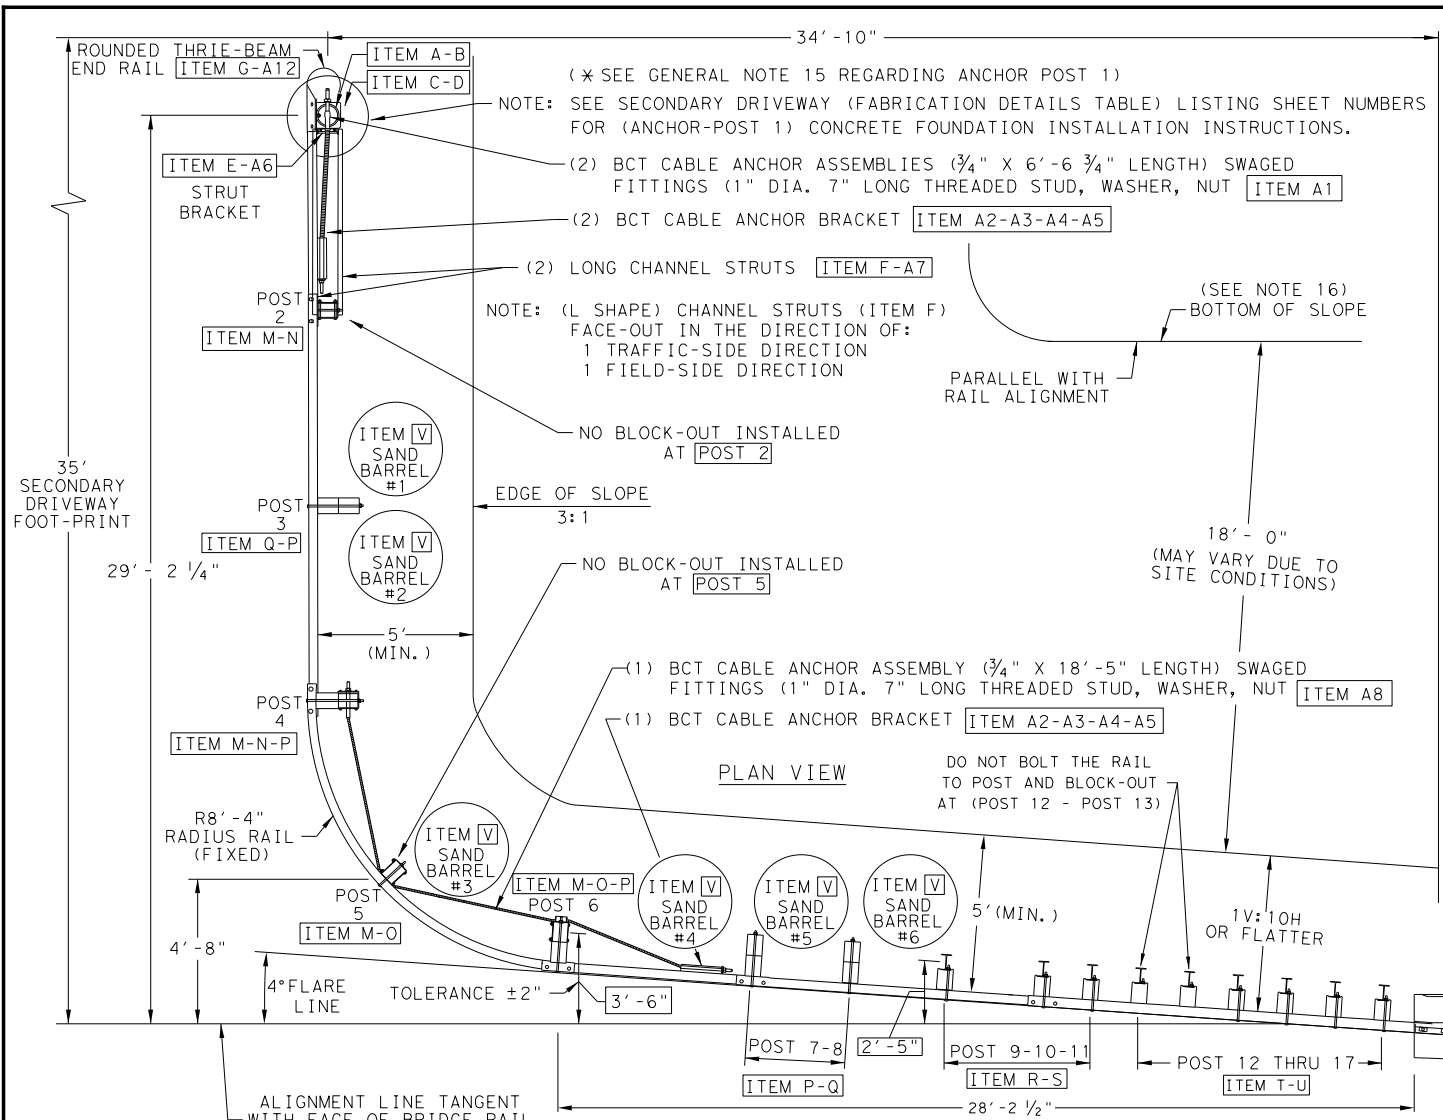 34'-10"
ROUNDED THRIE-BEAM
END RAIL ITEM G-A12
ITEM A-B
ITEM C-D
(* SEE GENERAL NOTE 15 REGARDING ANCHOR POST 1)
NOTE: SEE SECONDARY DRIVEWAY (FABRICATION DETAILS TABLE) LISTING SHEET NUMBERS
FOR (ANCHOR-POST 1) CONCRETE FOUNDATION INSTALLATION INSTRUCTIONS.
ITEM E-A6
STRUT
BRACKET
(2) BCT CABLE ANCHOR ASSEMBLIES (3/4" X 6'-6 3/4" LENGTH) SWAGED
FITTINGS (1" DIA. 7" LONG THREADED STUD, WASHER, NUT ITEM A1
(2) BCT CABLE ANCHOR BRACKET ITEM A2-A3-A4-A5
(2) LONG CHANNEL STRUTS ITEM F-A7
POST
2
ITEM M-N
NOTE: (L SHAPE) CHANNEL STRUTS (ITEM F)
FACE-OUT IN THE DIRECTION OF:
1 TRAFFIC-SIDE DIRECTION
1 FIELD-SIDE DIRECTION
(SEE NOTE 16)
BOTTOM OF SLOPE
PARALLEL WITH
RAIL ALIGNMENT
ITEM V
SAND
BARREL
#1
NO BLOCK-OUT INSTALLED
AT POST 2
35'
SECONDARY
DRIVEWAY
FOOT-PRINT
POST
3
ITEM Q-P
EDGE OF SLOPE
3:1
ITEM V
SAND
BARREL
#2
29'- 2 1/4"
NO BLOCK-OUT INSTALLED
AT POST 5
18'- 0"
(MAY VARY DUE TO
SITE CONDITIONS)
5'
(MIN.)
(1) BCT CABLE ANCHOR ASSEMBLY (3/4" X 18'-5" LENGTH) SWAGED
FITTINGS (1" DIA. 7" LONG THREADED STUD, WASHER, NUT ITEM A8
POST
4
ITEM M-N-P
(1) BCT CABLE ANCHOR BRACKET ITEM A2-A3-A4-A5
PLAN VIEW
DO NOT BOLT THE RAIL
TO POST AND BLOCK-OUT
AT (POST 12 - POST 13)
R8'-4"
RADIUS RAIL
(FIXED)
ITEM V
SAND
BARREL
#3
ITEM M-O-P
POST 6
ITEM V
SAND
BARREL
#4
ITEM V
SAND
BARREL
#5
ITEM V
SAND
BARREL
#6
5'(MIN.)
1V:10H
OR FLATTER
POST
5
ITEM M-O
4'-8"
4°FLARE
LINE
TOLERANCE ±2"
3'-6"
2'-5"
POST 7-8
ITEM P-Q
POST 9-10-11
ITEM R-S
POST 12 THRU 17
ITEM T-U
28'-2 1/2"
ALIGNMENT LINE TANGENT
WITH FACE OF BRIDGE RAIL